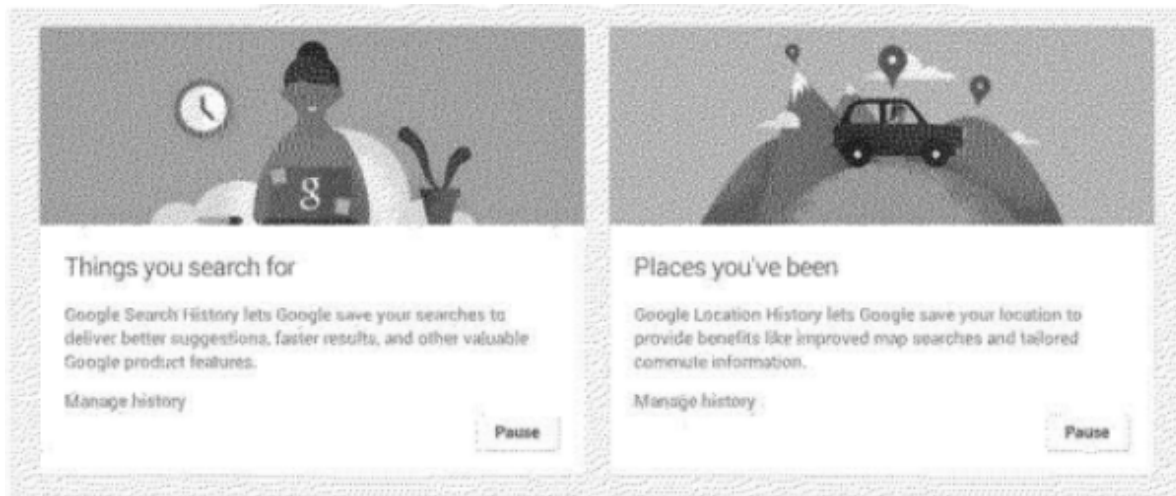 g
Things you search for
Google Search History lets Google save your searches to
deliver better suggestions, faster results, and other valuable
Google product features.
Manage history
Pause
Places you've been
Google Location History lets Google save your location to
provide benefits like improved map searches and tailored
commute information.
Manage history
Pause